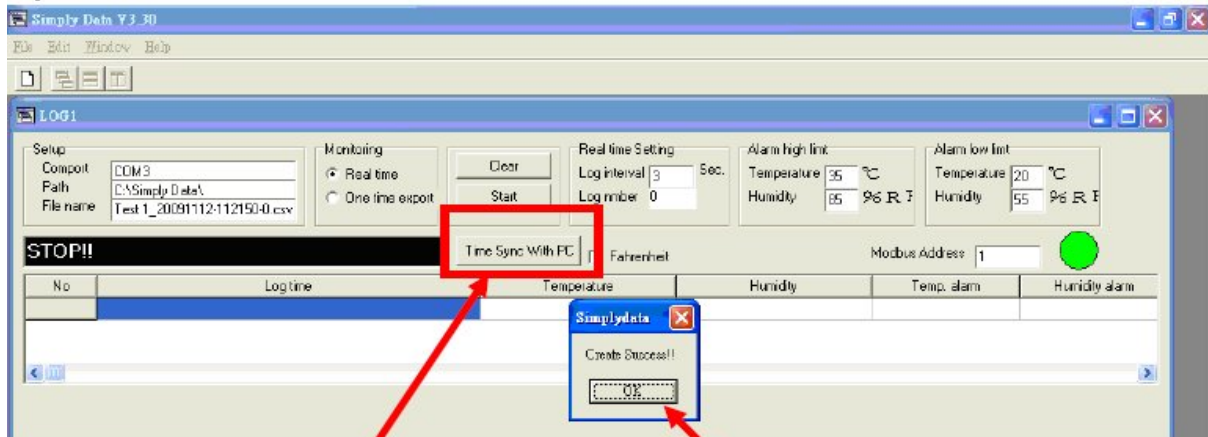 Simply Data V3.30
File Edit Window Help
LOG1
Setup
Comport COM3
Path C:\Simply Data\
File name Test 1_20091112-112150-0.csv
Monitoring
Real time
One time export
Clear
Start
Real time Setting
Log interval 3 Sec.
Log nmber 0
Alarm high limt
Temperature 35 ℃
Humidity 85 % R
Alarm low limt
Temperature 20 ℃
Humidity 55 % R
STOP!!
Time Sync With PC
Fahrenheit
Modbus Address 1
No Log time Temperature Humidity Temp. alarm Humidity alarm
Simplydata
Create Success!!
OK